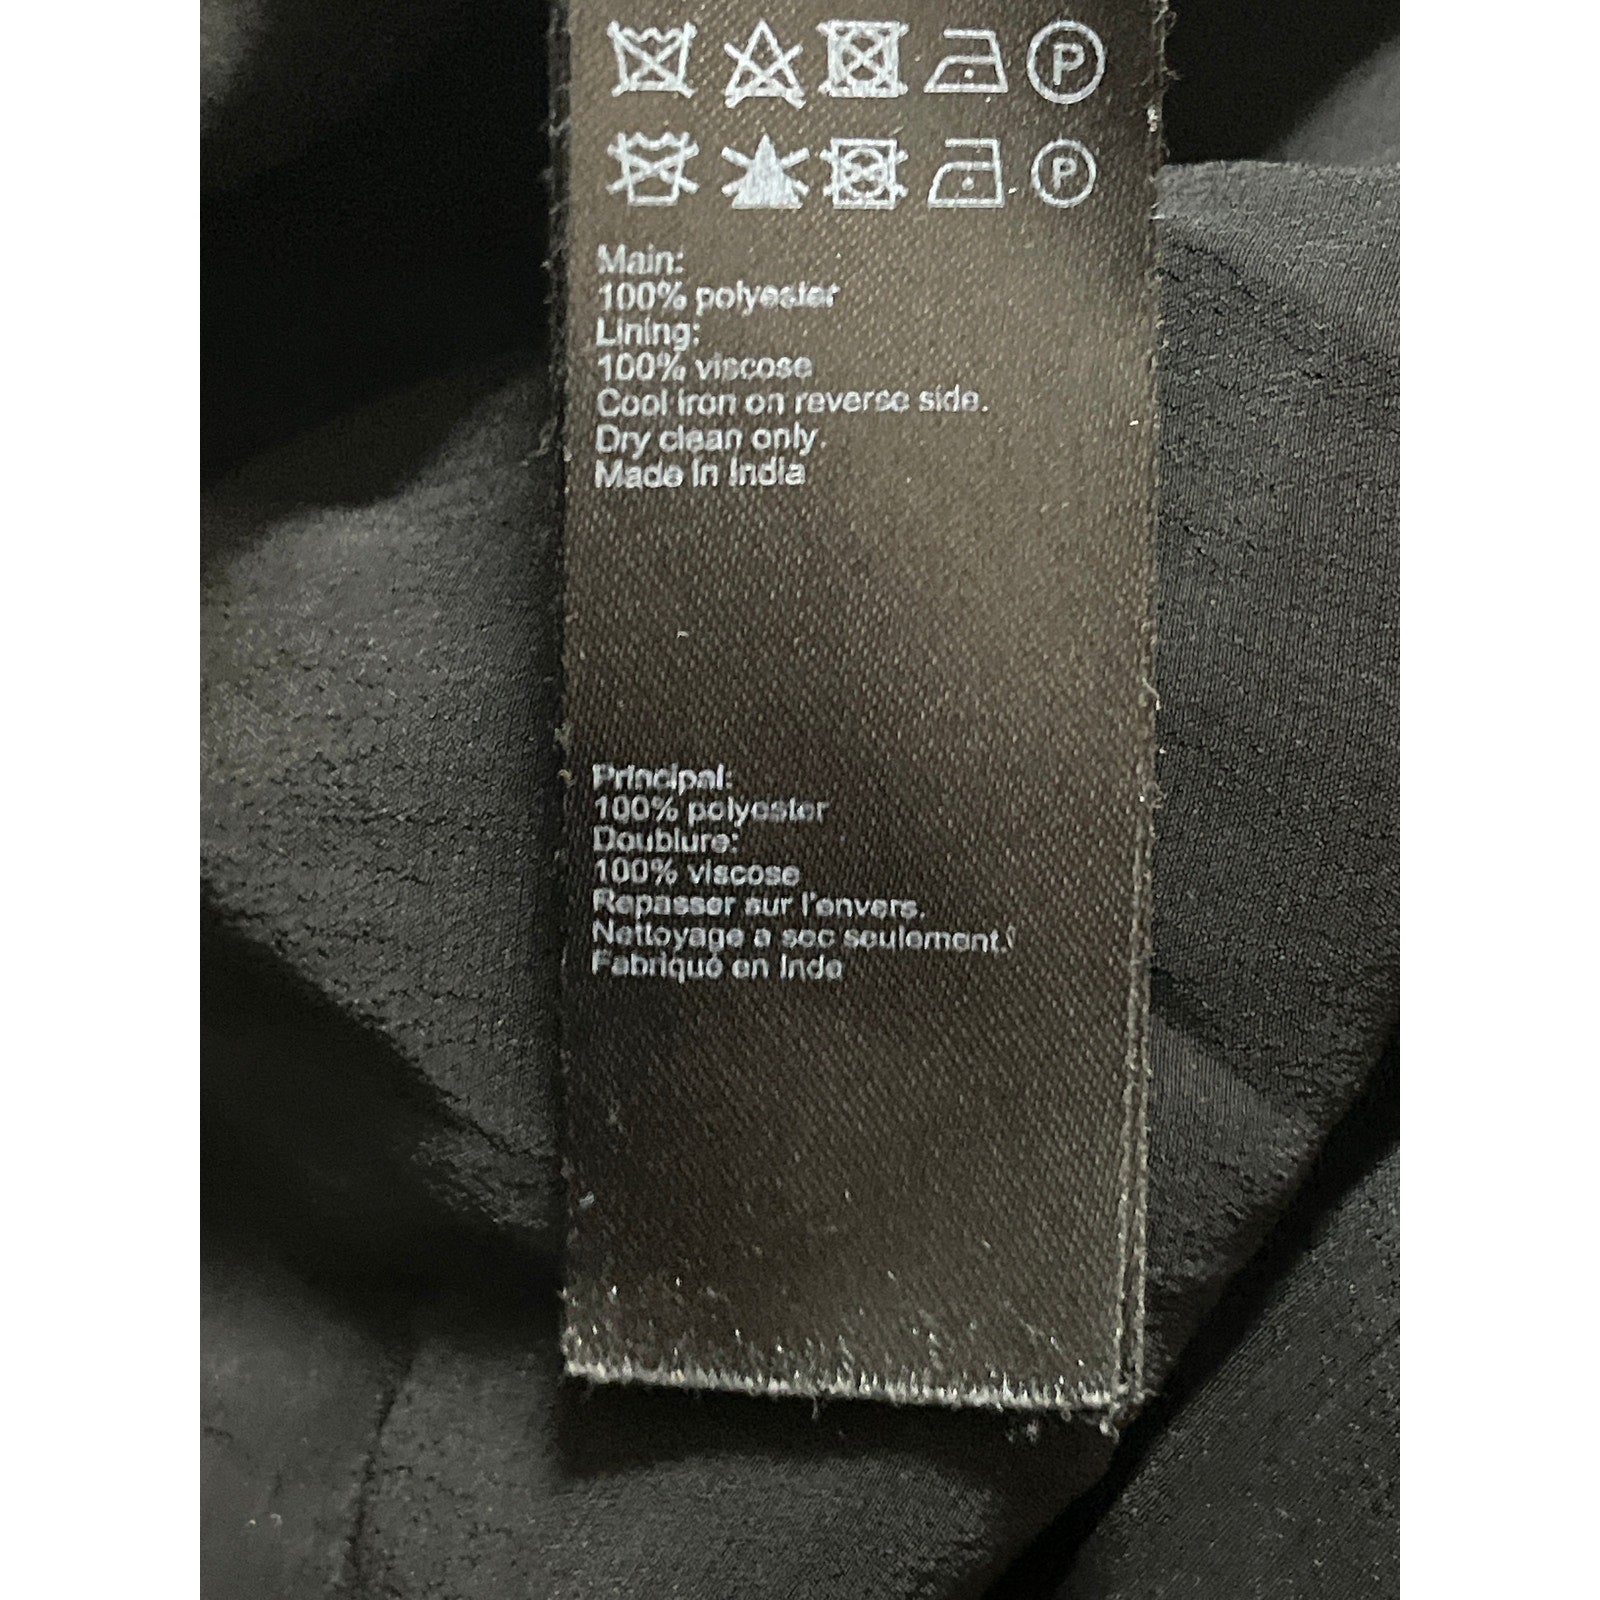 P
P
Main:
100% polyester
Lining:
100% viscose
Cool iron on reverse side.
Dry clean only.
Made in India
Principal:
100% polyester
Doublure:
100% viscose
Repasser sur l'envers.
Nettoyage a sec seulement.
Fabriqué en Inde